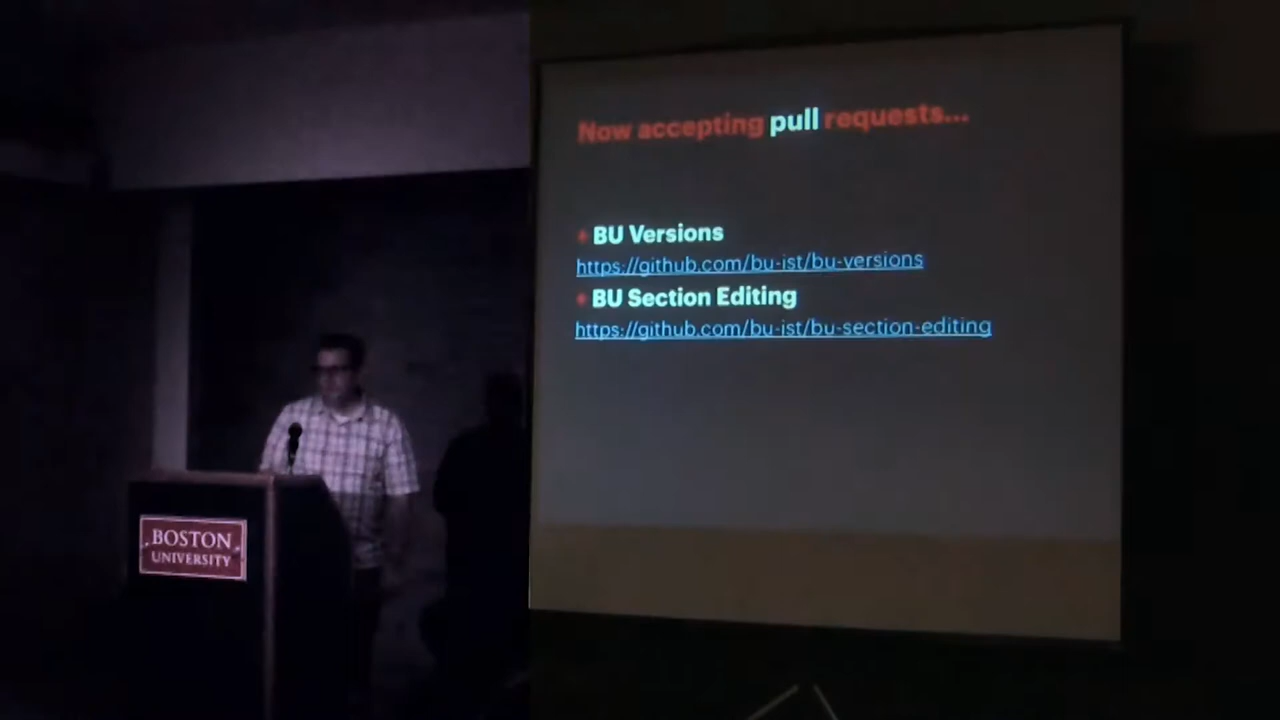 Now accepting pull requests...
BU Versions
https://github.com/bu-ist/bu-versions
BU Section Editing
https://github.com/bu-ist/bu-section-editing
BOSTON
UNIVERSITY